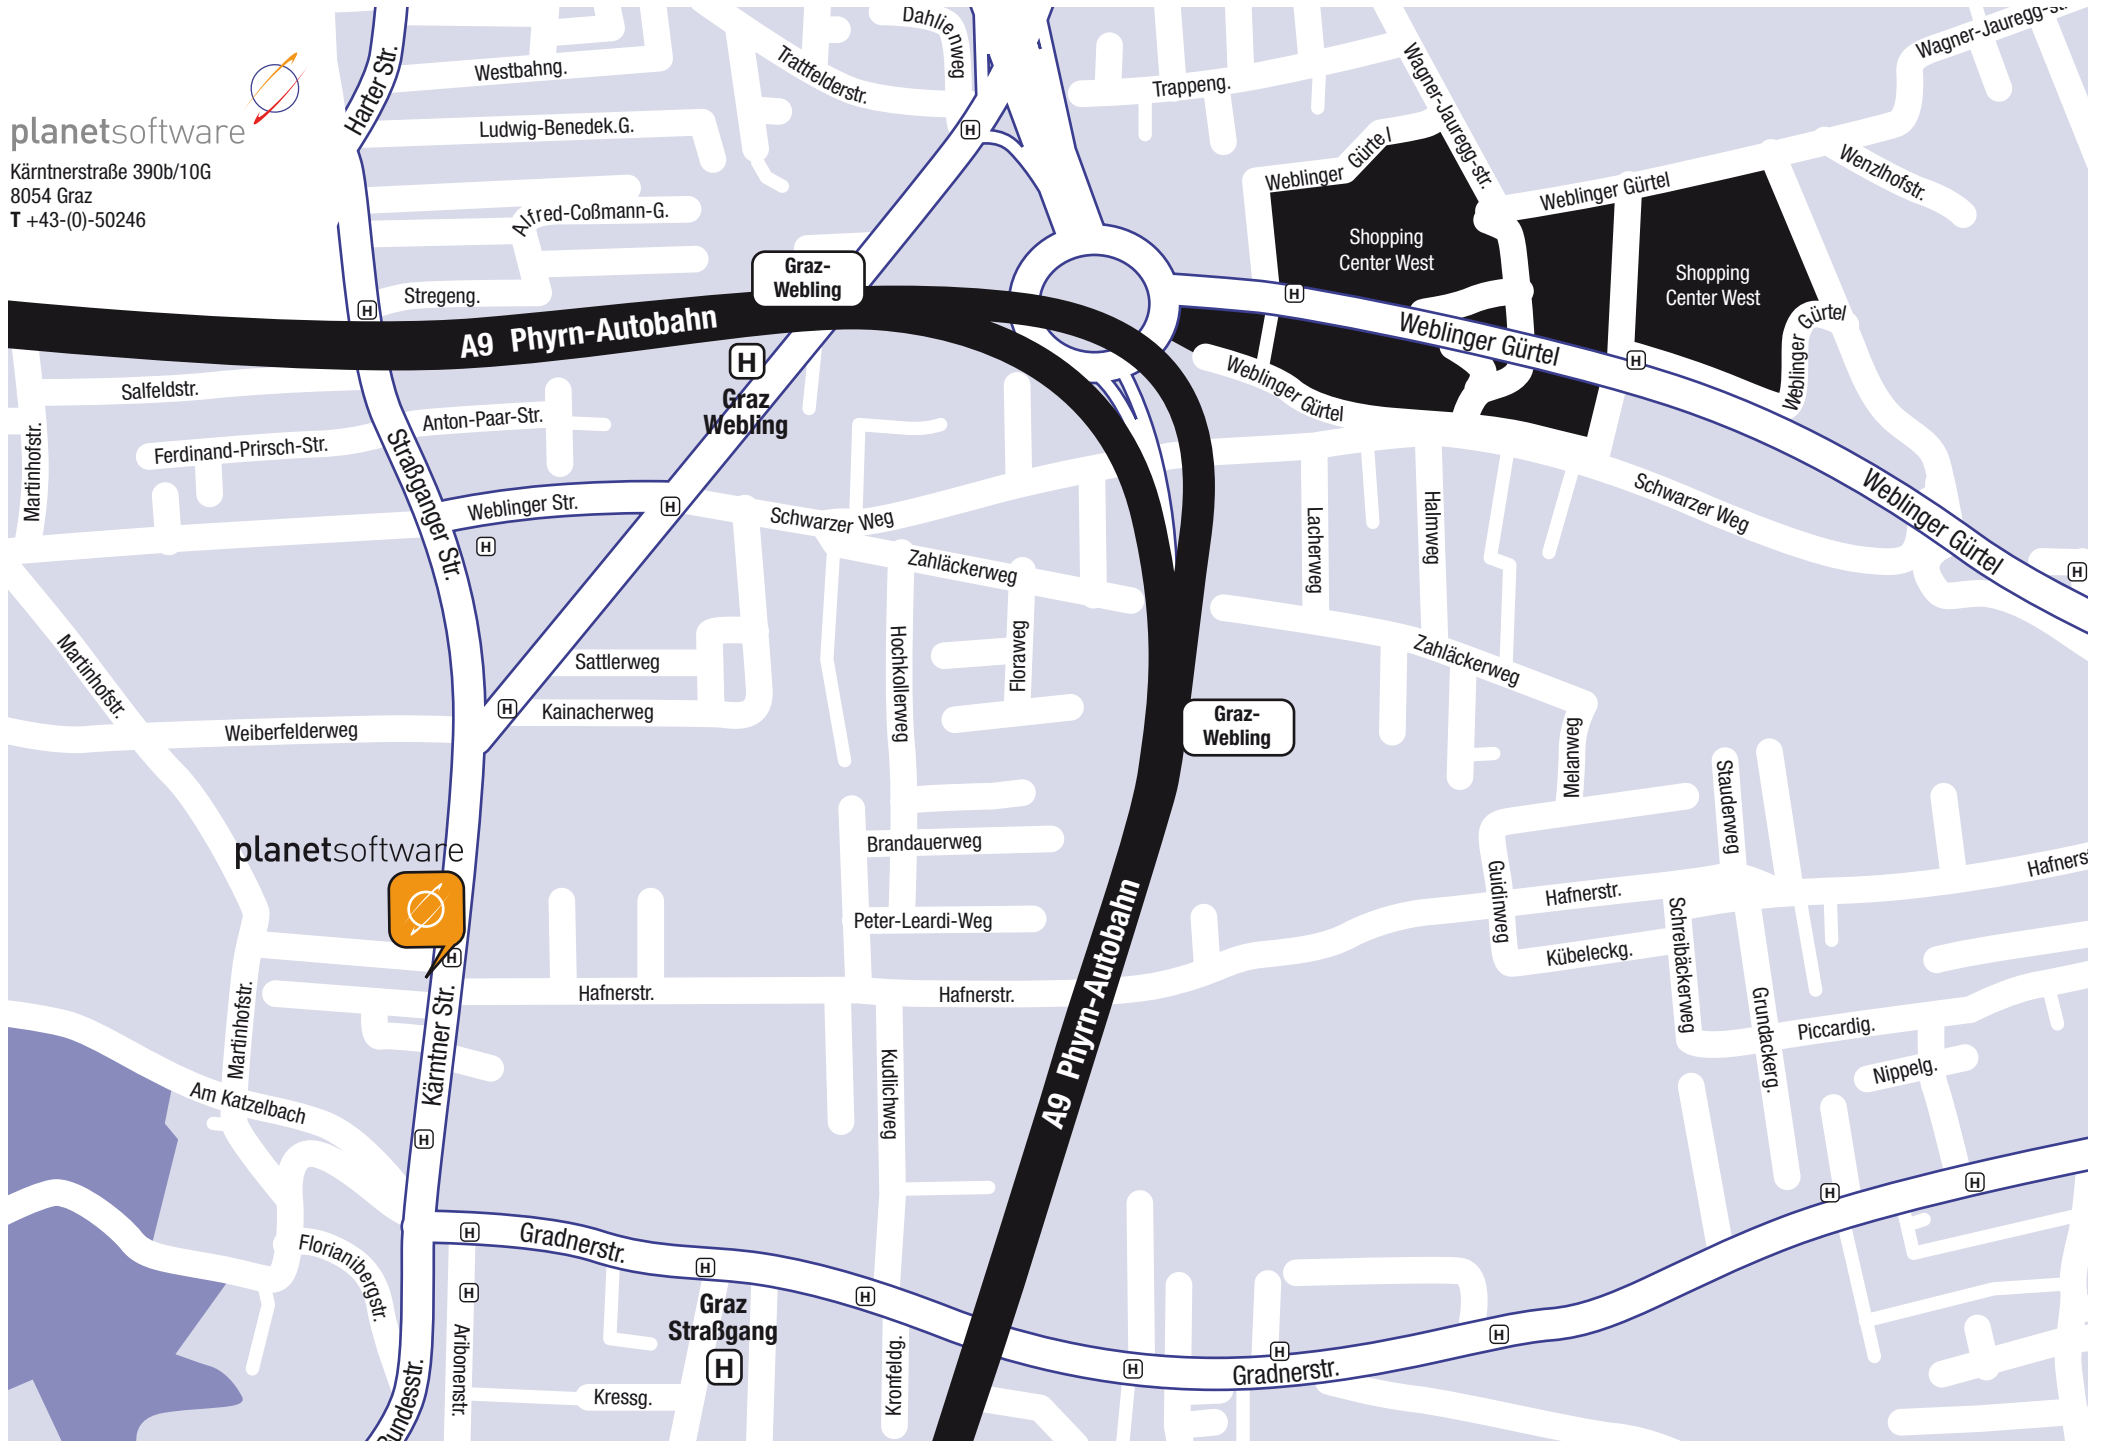 planetsoftware
Kärntnerstraße 390b/10G
8054 Graz
T +43-(0)-50246
Harter Str.
Westbahng.
Ludwig-Benedek.G.
Alfred-Coßmann-G.
Stregeng.
Trattfelderstr.
Dahlienweg
Trappeng.
Wagner-Jauregg-str.
Wagner-Jauregg-str.
Wenzlhofstr.
Weblinger Gürtel
Weblinger Gürtel
Shopping
Center West
Shopping
Center West
Weblinger Gürtel
Weblinger Gürtel
Weblinger Gürtel
Weblinger Gürtel
H
H
H
H
H
Graz-
Webling
A9 Phyrn-Autobahn
H
Graz
Webling
Salfeldstr.
Anton-Paar-Str.
Ferdinand-Prirsch-Str.
Martinhofstr.
Straßganger Str.
Weblinger Str.
H
H
Schwarzer Weg
Schwarzer Weg
Zahläckerweg
Lacherweg
Halmweg
Hochkollerweg
Floraweg
Zahläckerweg
Sattlerweg
H
Kainacherweg
Weiberfelderweg
Martinhofstr.
Graz-
Webling
Melanweg
Stauderweg
Brandauerweg
Peter-Leardi-Weg
planetsoftware
H
Guidinweg
Hafnerstr.
Hafners
Kübeleckg.
Schreibäckerweg
Hafnerstr.
Hafnerstr.
A9 Phyrn-Autobahn
Grundackerg.
Piccardig.
Nippelg.
Martinhofstr.
Kärntner Str.
Am Katzelbach
Kudlichweg
H
H
H
H
H
H
H
Gradnerstr.
Florianibergstr.
H
Graz
Straßgang
H
Aribonenstr.
Kressg.
Kronfeldg.
H
H
H
Gradnerstr.
Bundesstr.